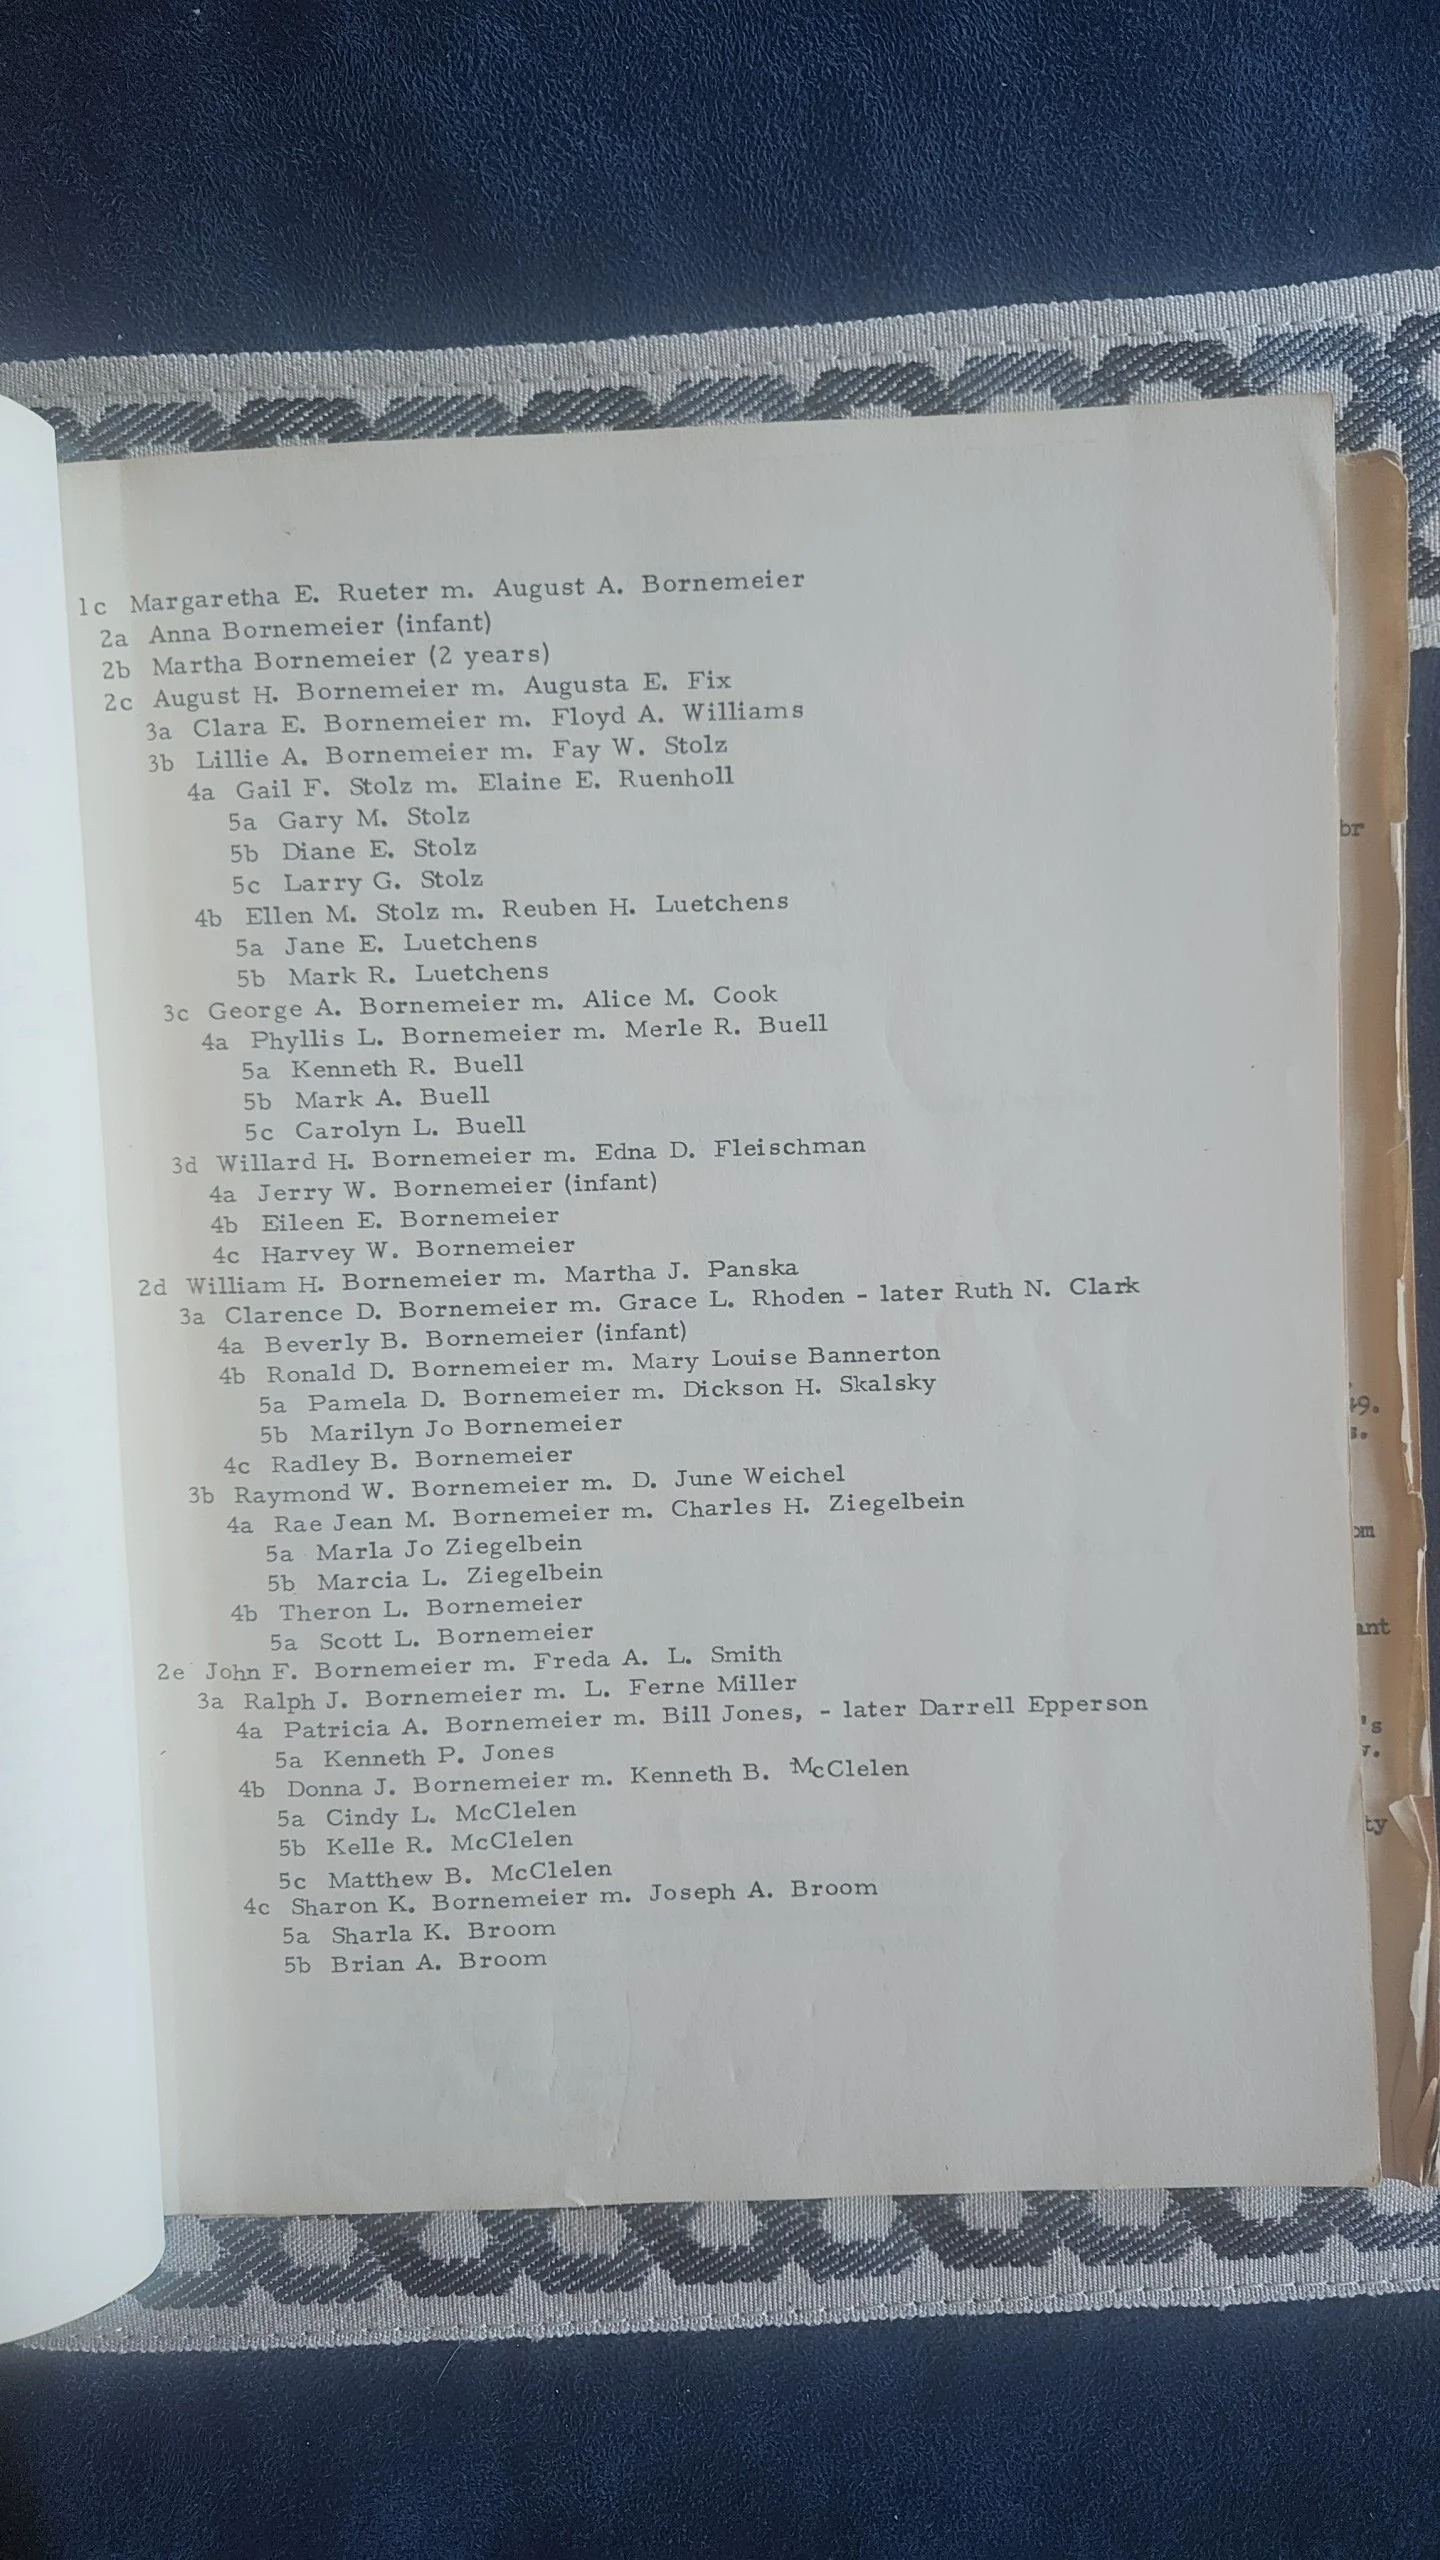 1c Margaretha E. Rueter m. August A. Bornemeier
2a Anna Bornemeier (infant)
2b Martha Bornemeier (2 years)
2c August H. Bornemeier m. Augusta E. Fix
3a Clara E. Bornemeier m. Floyd A. Williams
3b Lillie A. Bornemeier m. Fay W. Stolz
4a Gail F. Stolz m. Elaine E. Ruenholl
5a Gary M. Stolz
5b Diane E. Stolz
5c Larry G. Stolz
4b Ellen M. Stolz m. Reuben H. Luetchens
5a Jane E. Luetchens
5b Mark R. Luetchens
3c George A. Bornemeier m. Alice M. Cook
4a Phyllis L. Bornemeier m. Merle R. Buell
5a Kenneth R. Buell
5b Mark A. Buell
5c Carolyn L. Buell
3d Willard H. Bornemeier m. Edna D. Fleischman
4a Jerry W. Bornemeier (infant)
4b Eileen E. Bornemeier
4c Harvey W. Bornemeier
2d William H. Bornemeier m. Martha J. Panska
3a Clarence D. Bornemeier m. Grace L. Rhoden - later Ruth N. Clark
4a Beverly B. Bornemeier (infant)
4b Ronald D. Bornemeier m. Mary Louise Bannerton
5a Pamela D. Bornemeier m. Dickson H. Skalsky
5b Marilyn Jo Bornemeier
4c Radley B. Bornemeier
3b Raymond W. Bornemeier m. D. June Weichel
4a Rae Jean M. Bornemeier m. Charles H. Ziegelbein
5a Marla Jo Ziegelbein
5b Marcia L. Ziegelbein
4b Theron L. Bornemeier
5a Scott L. Bornemeier
2e John F. Bornemeier m. Freda A. L. Smith
3a Ralph J. Bornemeier m. L. Ferne Miller
4a Patricia A. Bornemeier m. Bill Jones, - later Darrell Epperson
5a Kenneth P. Jones
4b Donna J. Bornemeier m. Kenneth B. McClelen
5a Cindy L. McClelen
5b Kelle R. McClelen
5c Matthew B. McClelen
4c Sharon K. Bornemeier m. Joseph A. Broom
5a Sharla K. Broom
5b Brian A. Broom